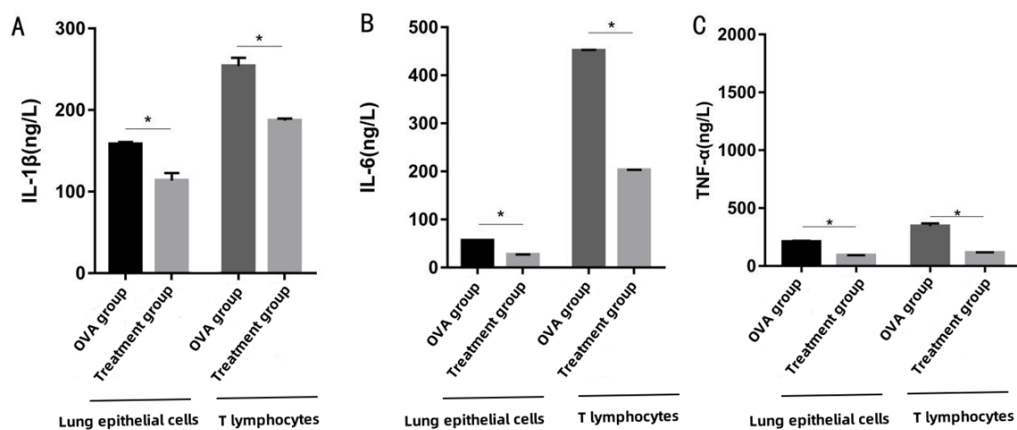 A
IL-1β(ng/L)
300
200
100
0
*
*
OVA group
Treatment group
OVA group
Treatment group
Lung epithelial cells
T lymphocytes
B
IL-6(ng/L)
500
400
300
200
100
0
*
*
OVA group
Treatment group
OVA group
Treatment group
Lung epithelial cells
T lymphocytes
C
TNF-α(ng/L)
2000
1500
1000
500
0
*
*
OVA group
Treatment group
OVA group
Treatment group
Lung epithelial cells
T lymphocytes